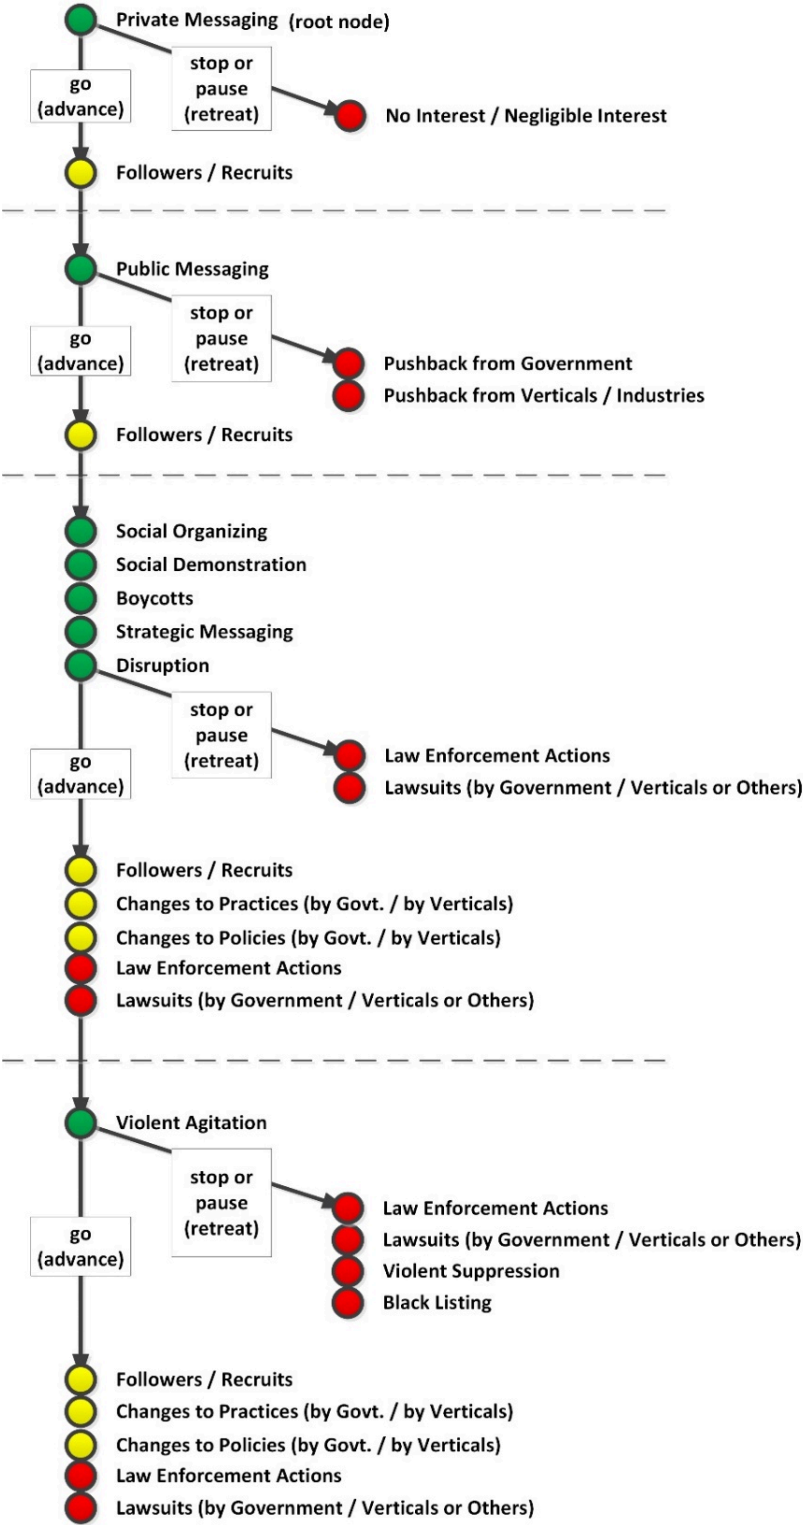 Private Messaging (root node)
go
(advance)
stop or
pause
(retreat)
No Interest / Negligible Interest
Followers / Recruits
Public Messaging
go
(advance)
stop or
pause
(retreat)
Pushback from Government
Pushback from Verticals / Industries
Followers / Recruits
Social Organizing
Social Demonstration
Boycotts
Strategic Messaging
Disruption
go
(advance)
stop or
pause
(retreat)
Law Enforcement Actions
Lawsuits (by Government / Verticals or Others)
Followers / Recruits
Changes to Practices (by Govt. / by Verticals)
Changes to Policies (by Govt. / by Verticals)
Law Enforcement Actions
Lawsuits (by Government / Verticals or Others)
Violent Agitation
go
(advance)
stop or
pause
(retreat)
Law Enforcement Actions
Lawsuits (by Government / Verticals or Others)
Violent Suppression
Black Listing
Followers / Recruits
Changes to Practices (by Govt. / by Verticals)
Changes to Policies (by Govt. / by Verticals)
Law Enforcement Actions
Lawsuits (by Government / Verticals or Others)